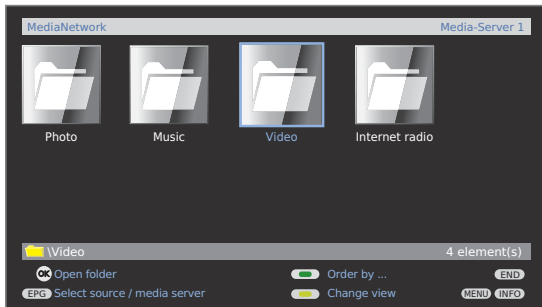 MediaNetwork Media-Server 1
Photo Music Video Internet radio
\Video 4 element(s)
OK Open folder Order by ... END
EPG Select source / media server Change view MENU INFO